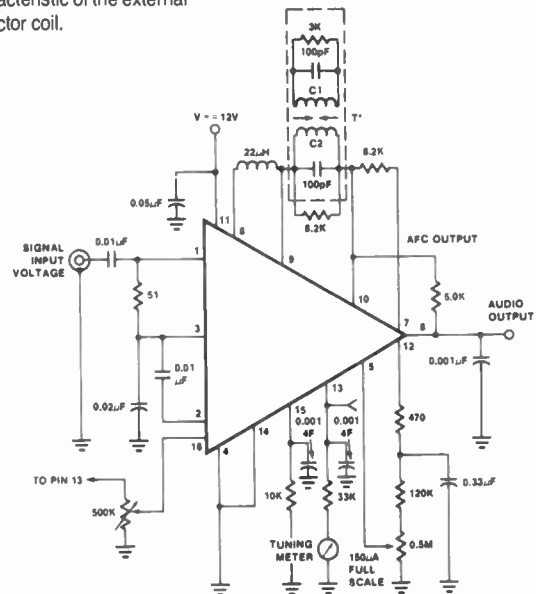 acteristic of the external
ctor coil.
3K
100pF
C1
T*
C2
100pF
8.2K
8.2K
V+ = 12V
22μH
0.05μF
11
8
9
10
AFC OUTPUT
5.0K
SIGNAL
INPUT
VOLTAGE
0.01μF
1
51
3
0.01
μF
0.02μF
2
16
7
6
12
AUDIO
OUTPUT
0.001μF
5
13
15
14
4
0.001
4F
0.001
4F
470
TO PIN 13
500K
10K
33K
120K
0.33μF
TUNING
METER
150μA
FULL
SCALE
0.5M